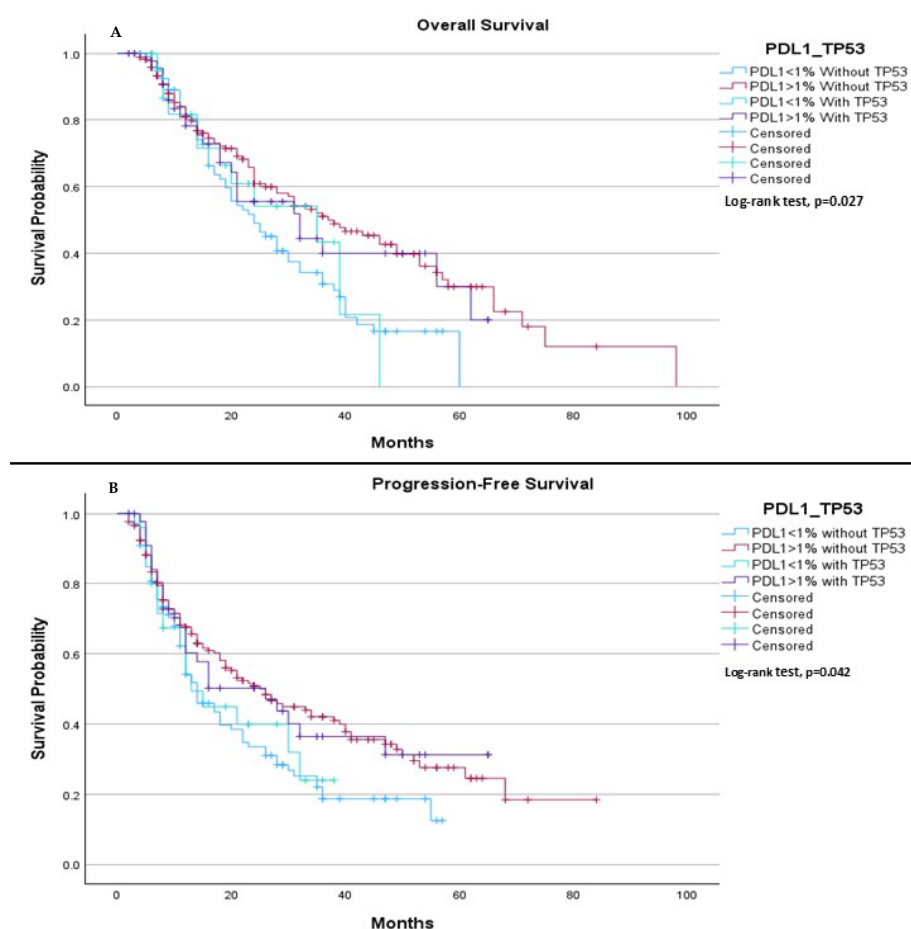 A
Overall Survival
PDL1_TP53
PDL1<1% Without TP53
PDL1>1% Without TP53
PDL1<1% With TP53
PDL1>1% With TP53
Censored
Censored
Censored
Censored
Log-rank test, p=0.027
Survival Probability
1.0
0.8
0.6
0.4
0.2
0.0
0 20 40 60 80 100
Months
B
Progression-Free Survival
PDL1_TP53
PDL1<1% without TP53
PDL1>1% without TP53
PDL1<1% with TP53
PDL1>1% with TP53
Censored
Censored
Censored
Censored
Log-rank test, p=0.042
Survival Probability
1.0
0.8
0.6
0.4
0.2
0.0
0 20 40 60 80 100
Months